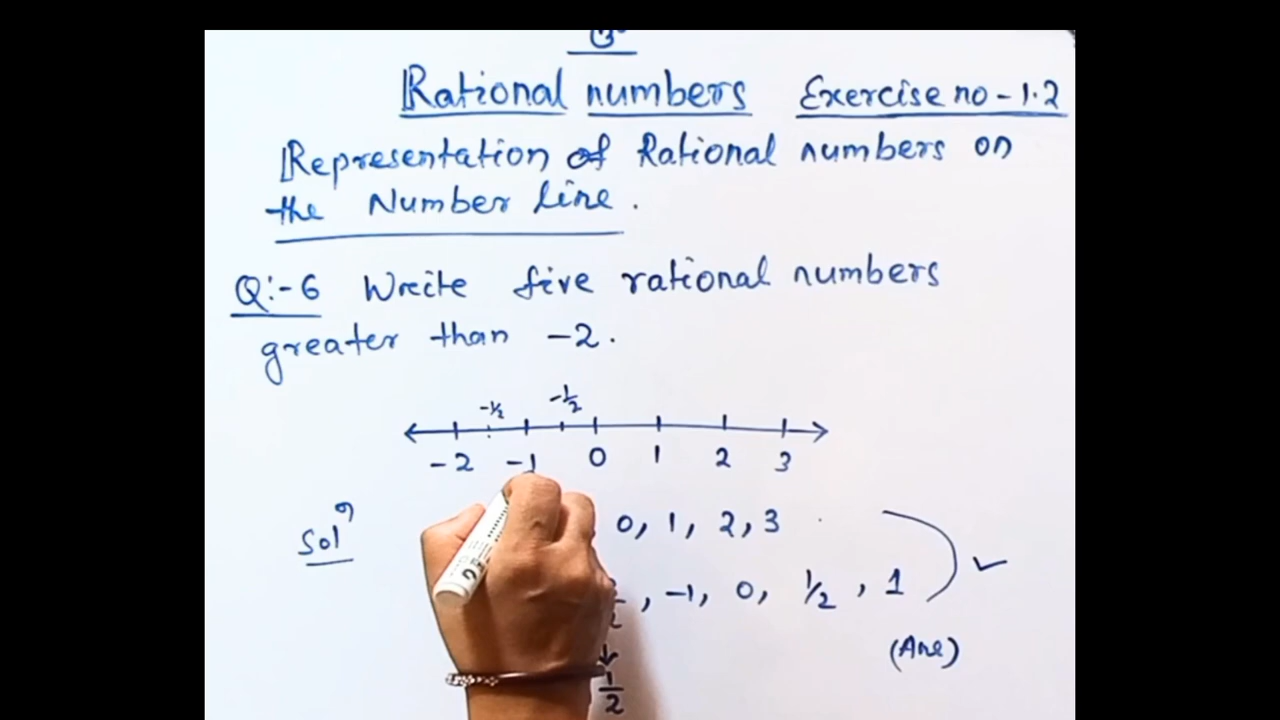 Rational numbers Exercise no - 1.2
Representation of Rational numbers on
the Number line.
Q:-6 Write five rational numbers
greater than -2.
-½ -1/2
-2 -1 0 1 2 3
Solⁿ 0, 1, 2, 3
, -1, 0, 1/2, 1
(Ans)
1/2